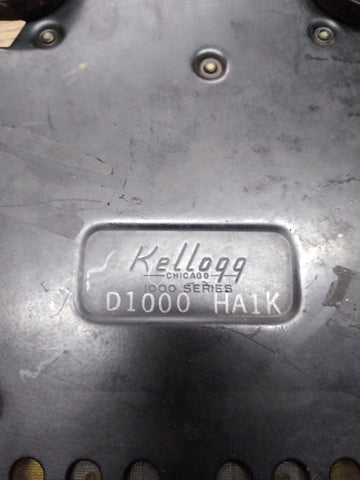 Kellogg
CHICAGO
1000 SERIES
D1000 HA1K